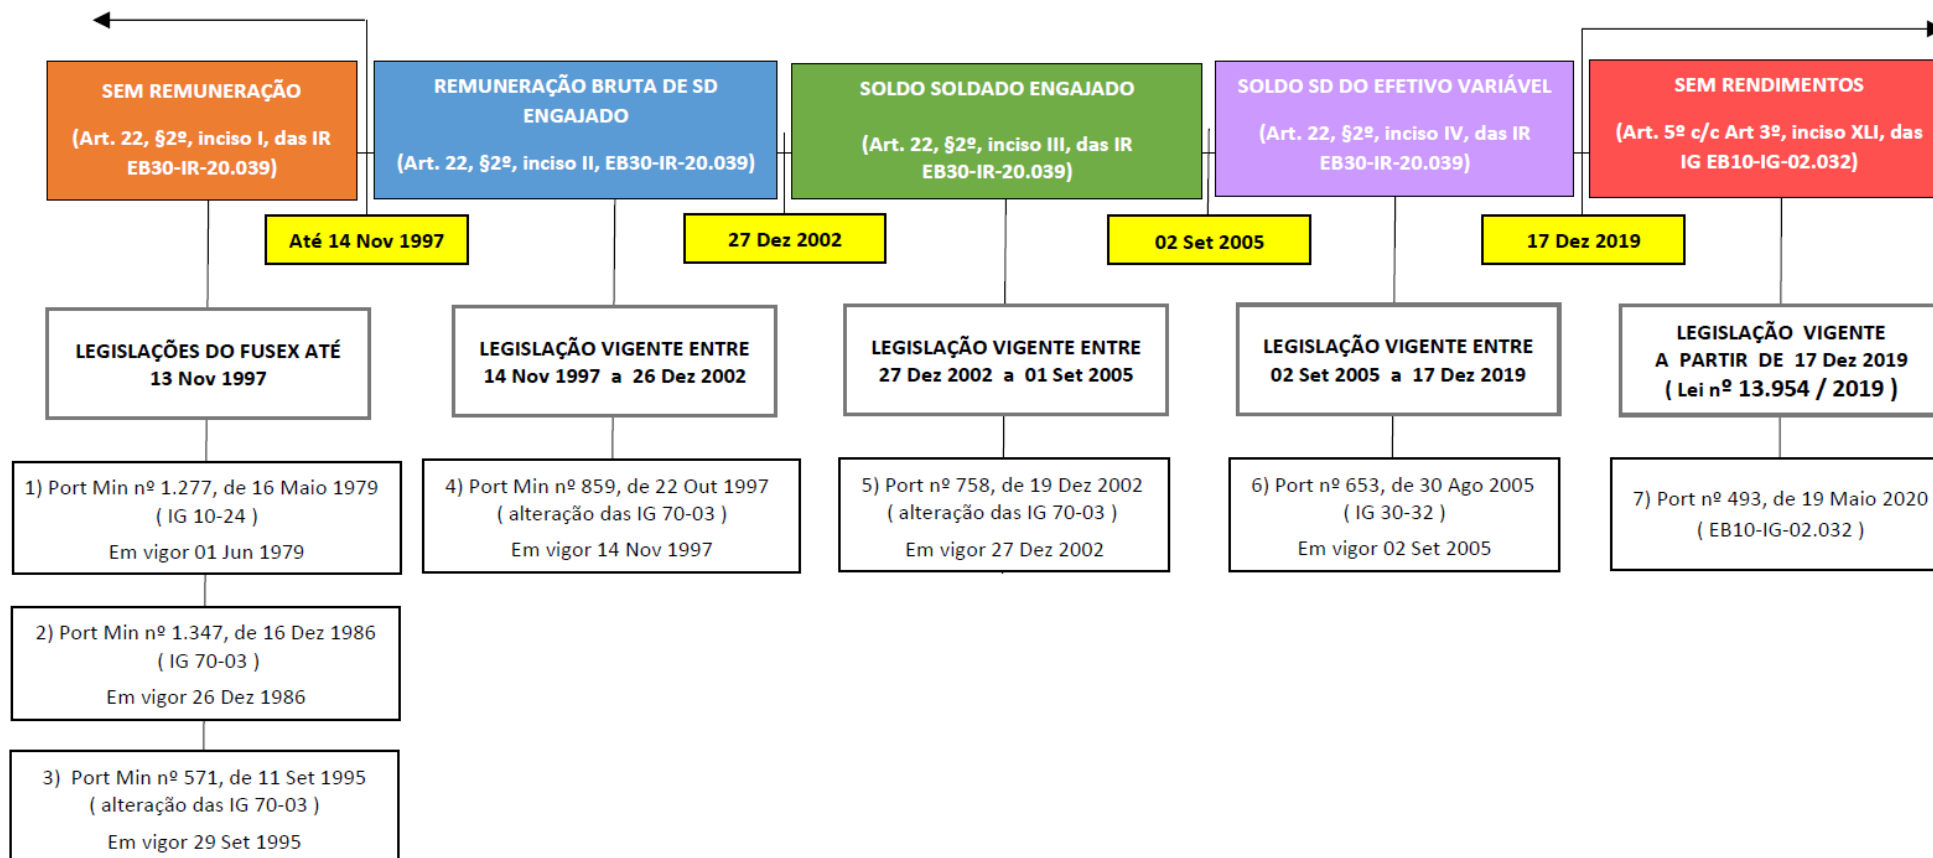 SEM REMUNERAÇÃO
(Art. 22, §2º, inciso I, das IR
EB30-IR-20.039)
REMUNERAÇÃO BRUTA DE SD
ENGAJADO
(Art. 22, §2º, inciso II, EB30-IR-20.039)
SOLDO SOLDADO ENGAJADO
(Art. 22, §2º, inciso III, das IR
EB30-IR-20.039)
SOLDO SD DO EFETIVO VARIÁVEL
(Art. 22, §2º, inciso IV, das IR
EB30-IR-20.039)
SEM RENDIMENTOS
(Art. 5º c/c Art 3º, inciso XLI, das
IG EB10-IG-02.032)
Até 14 Nov 1997
27 Dez 2002
02 Set 2005
17 Dez 2019
LEGISLAÇÕES DO FUSEX ATÉ
13 Nov 1997
LEGISLAÇÃO VIGENTE ENTRE
14 Nov 1997 a 26 Dez 2002
LEGISLAÇÃO VIGENTE ENTRE
27 Dez 2002 a 01 Set 2005
LEGISLAÇÃO VIGENTE ENTRE
02 Set 2005 a 17 Dez 2019
LEGISLAÇÃO VIGENTE
A PARTIR DE 17 Dez 2019
( Lei nº 13.954 / 2019 )
1) Port Min nº 1.277, de 16 Maio 1979
( IG 10-24 )
Em vigor 01 Jun 1979
4) Port Min nº 859, de 22 Out 1997
( alteração das IG 70-03 )
Em vigor 14 Nov 1997
5) Port nº 758, de 19 Dez 2002
( alteração das IG 70-03 )
Em vigor 27 Dez 2002
6) Port nº 653, de 30 Ago 2005
( IG 30-32 )
Em vigor 02 Set 2005
7) Port nº 493, de 19 Maio 2020
( EB10-IG-02.032 )
2) Port Min nº 1.347, de 16 Dez 1986
( IG 70-03 )
Em vigor 26 Dez 1986
3) Port Min nº 571, de 11 Set 1995
( alteração das IG 70-03 )
Em vigor 29 Set 1995